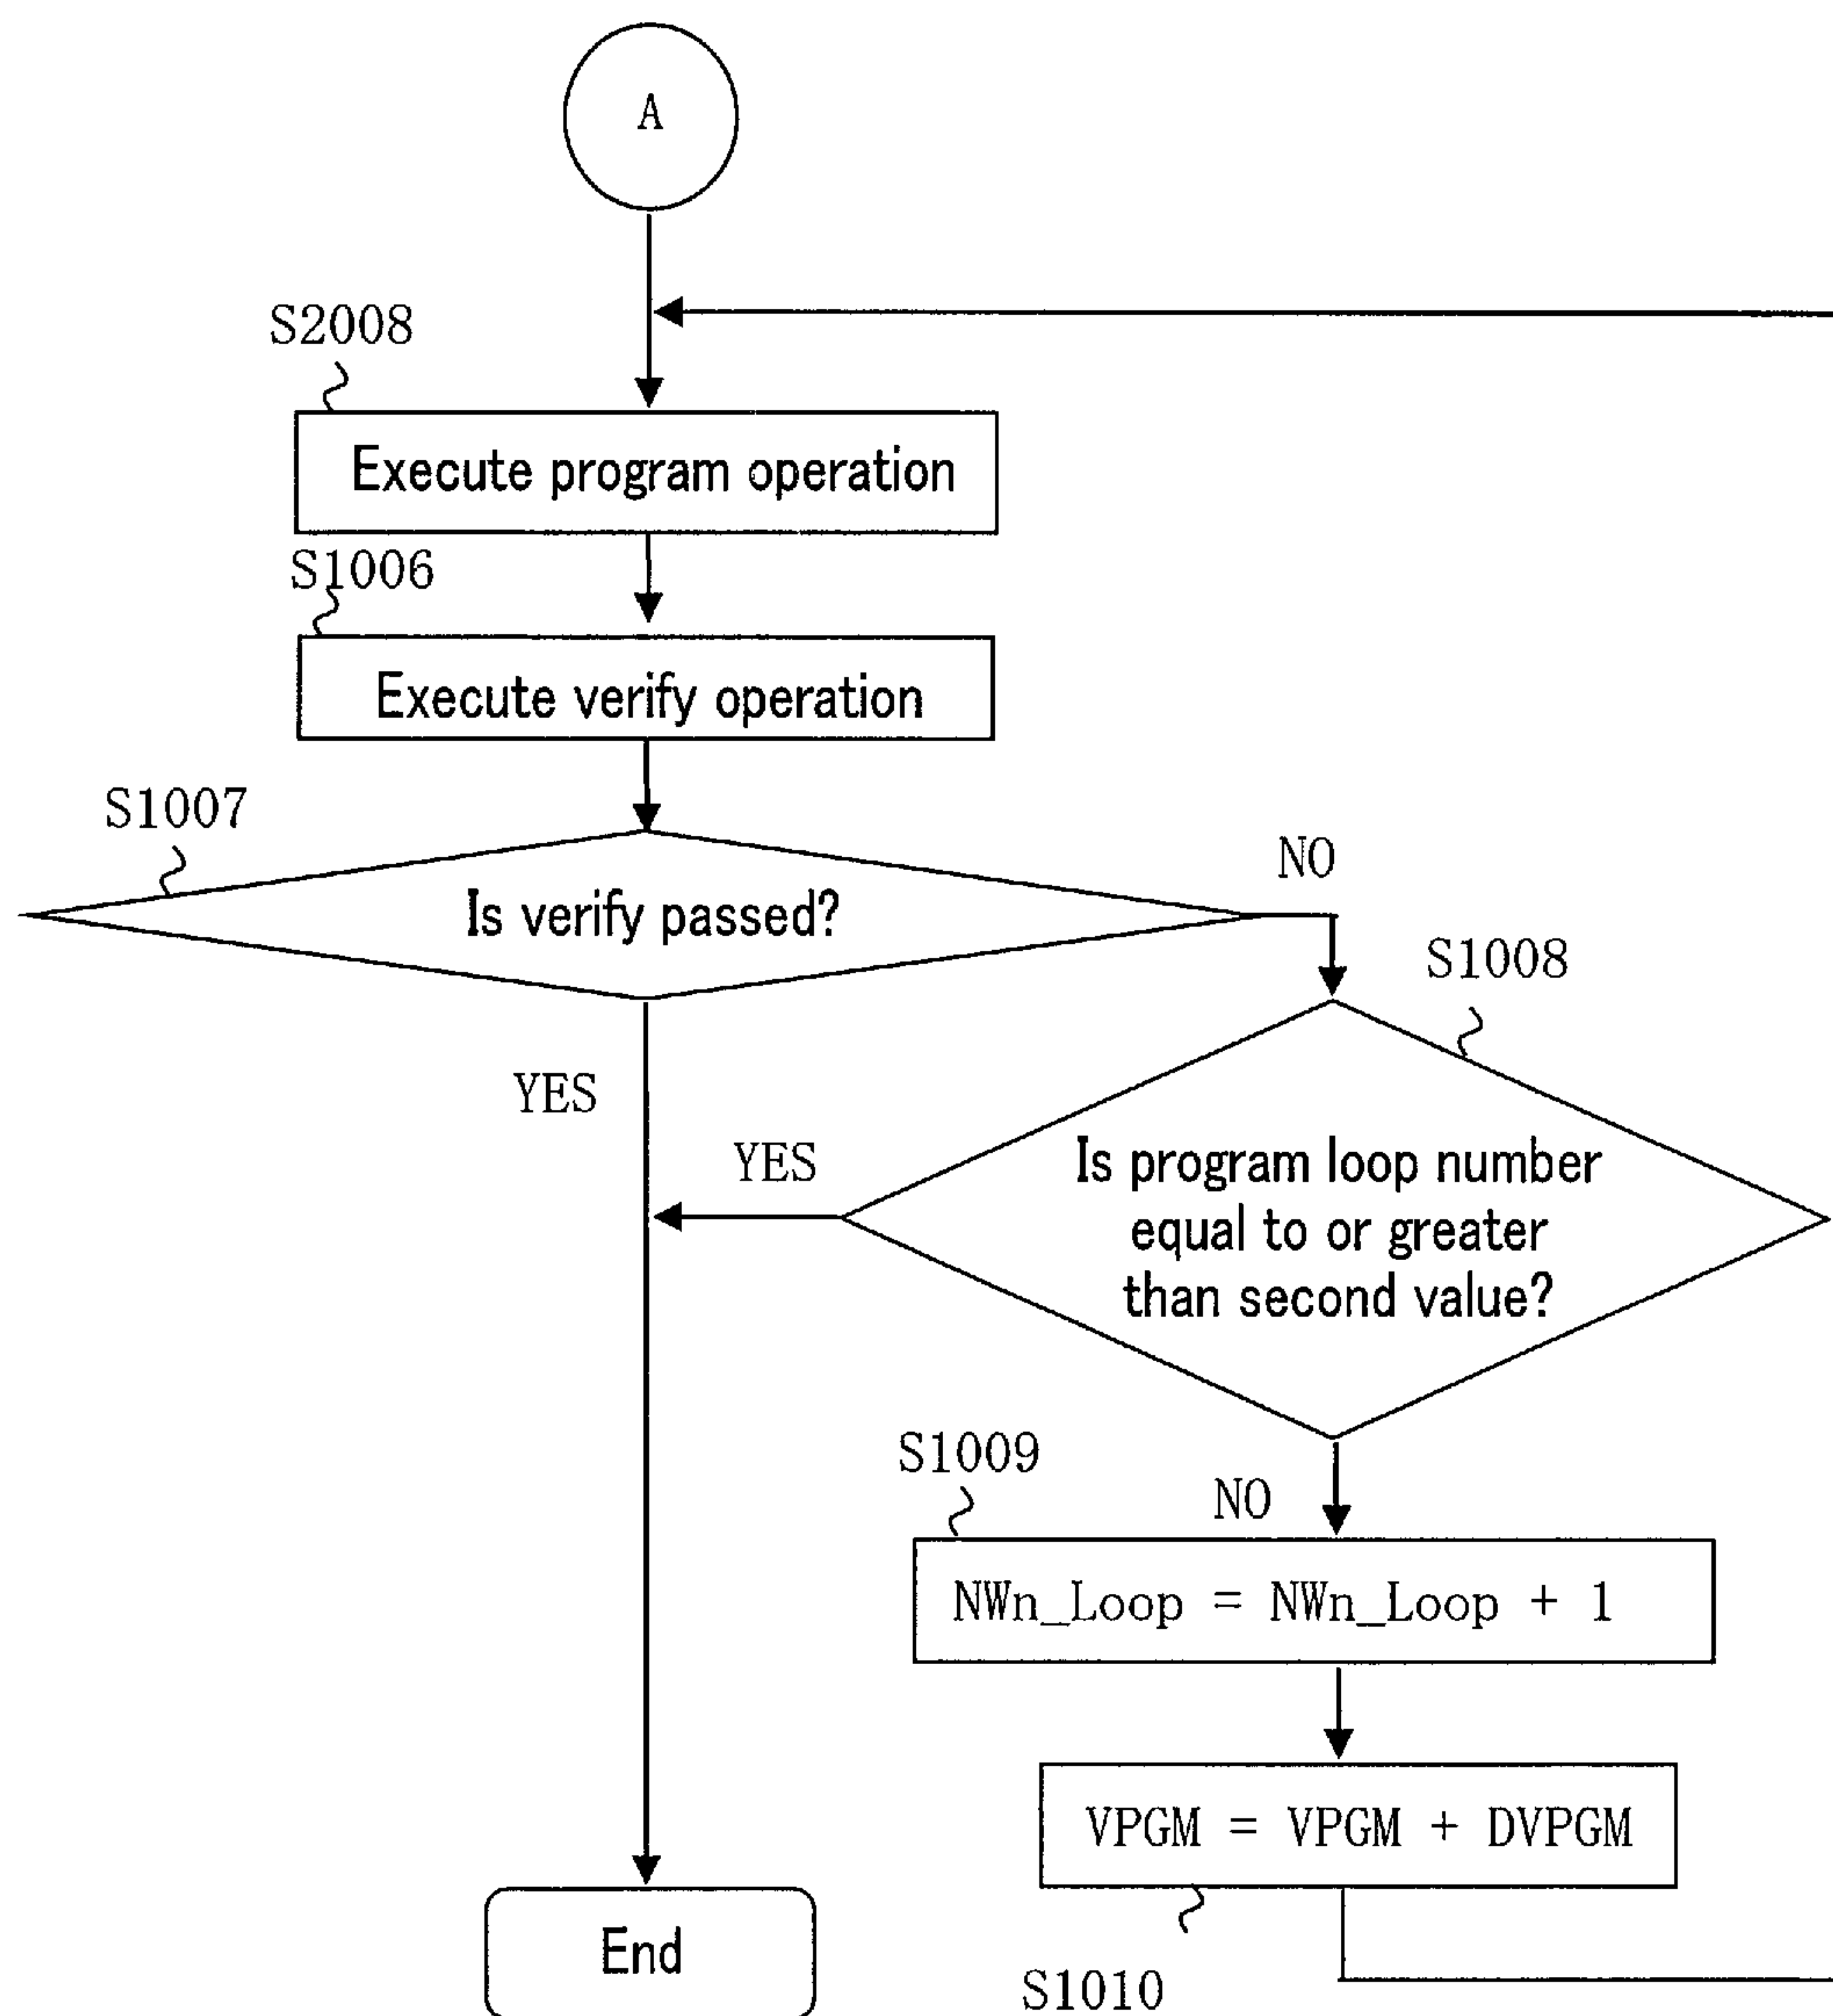 A
S2008
Execute program operation
S1006
Execute verify operation
S1007
Is verify passed?
NO
S1008
YES
YES
Is program loop number
equal to or greater
than second value?
S1009
NO
NWn_Loop = NWn_Loop + 1
VPGM = VPGM + DVPGM
End
S1010